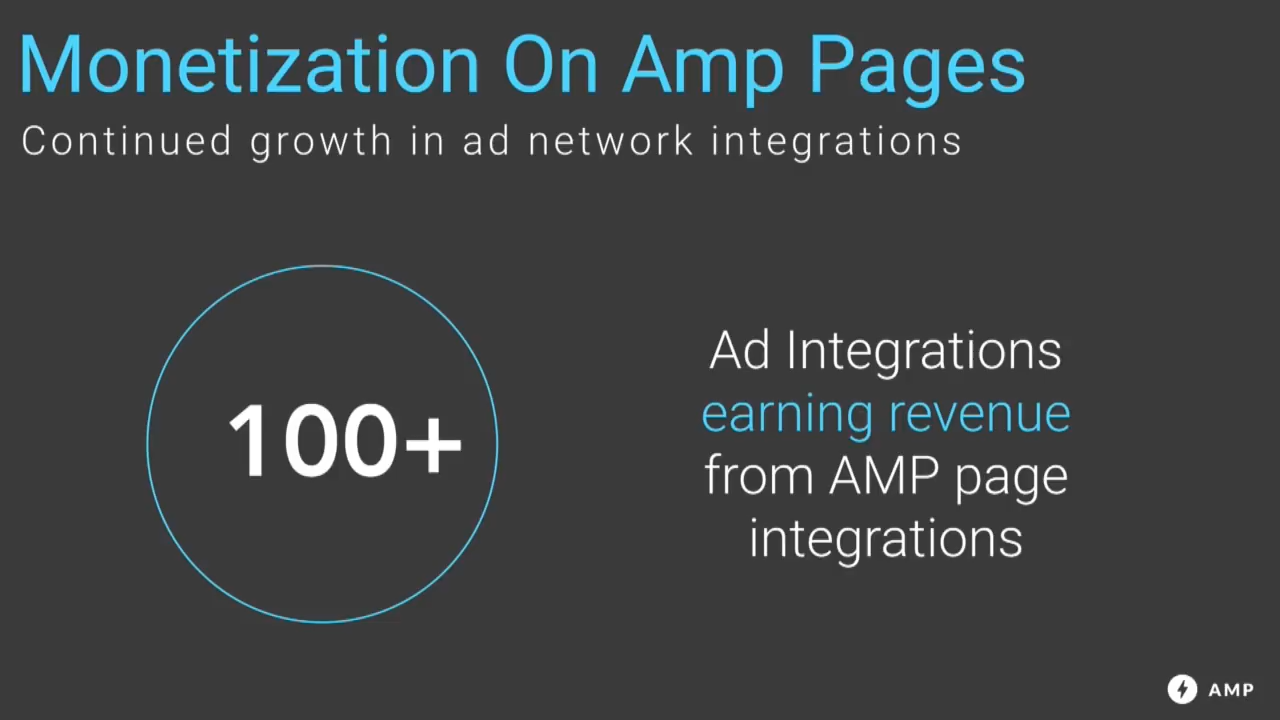 Monetization On Amp Pages
Continued growth in ad network integrations
100+
Ad Integrations
earning revenue
from AMP page
integrations
AMP